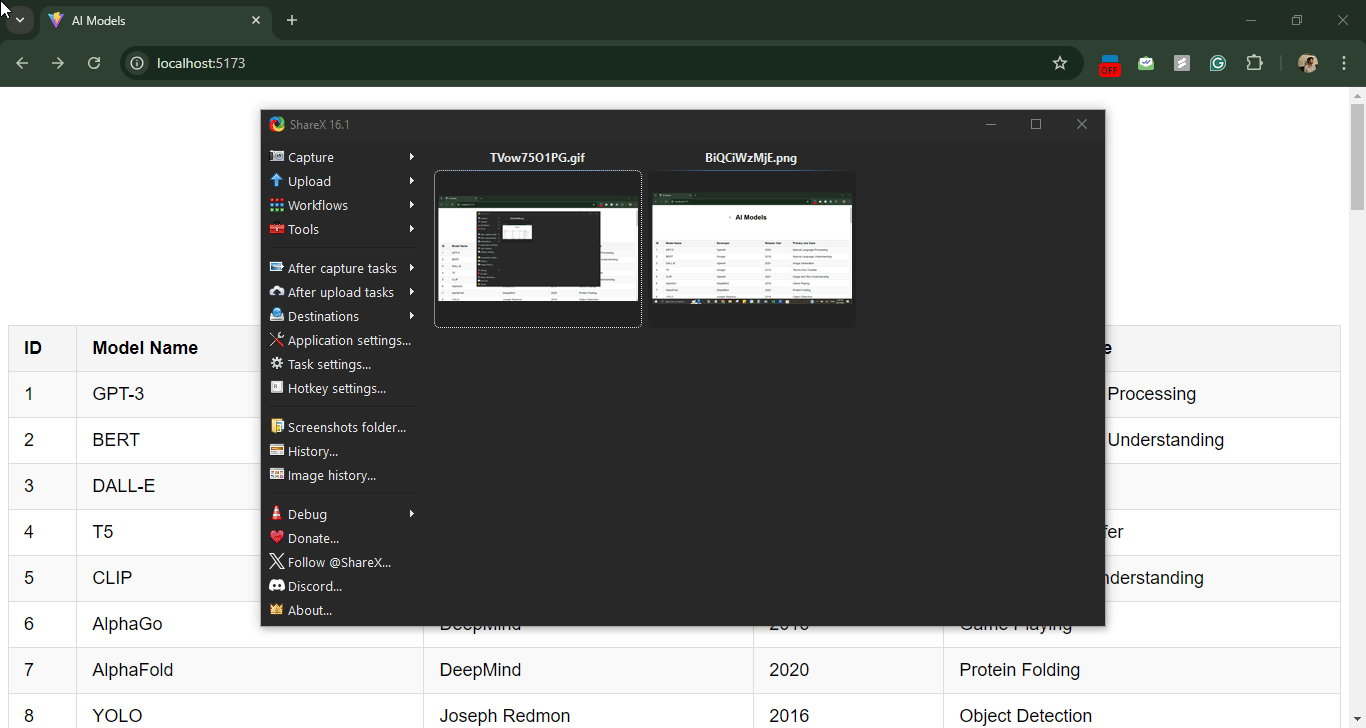 AI Models
localhost:5173
OFF
ShareX 16.1
Capture
Upload
Workflows
Tools
After capture tasks
After upload tasks
Destinations
Application settings...
Task settings...
Hotkey settings...
Screenshots folder...
History...
Image history...
Debug
Donate...
Follow @ShareX...
Discord...
About...
TVow75O1PG.gif
BiQCiWzMjE.png
AI Models
ID Model Name
1 GPT-3 Processing
2 BERT Understanding
3 DALL-E
4 T5
5 CLIP
6 AlphaGo DeepMind 2016 Game Playing
7 AlphaFold DeepMind 2020 Protein Folding
8 YOLO Joseph Redmon 2016 Object Detection